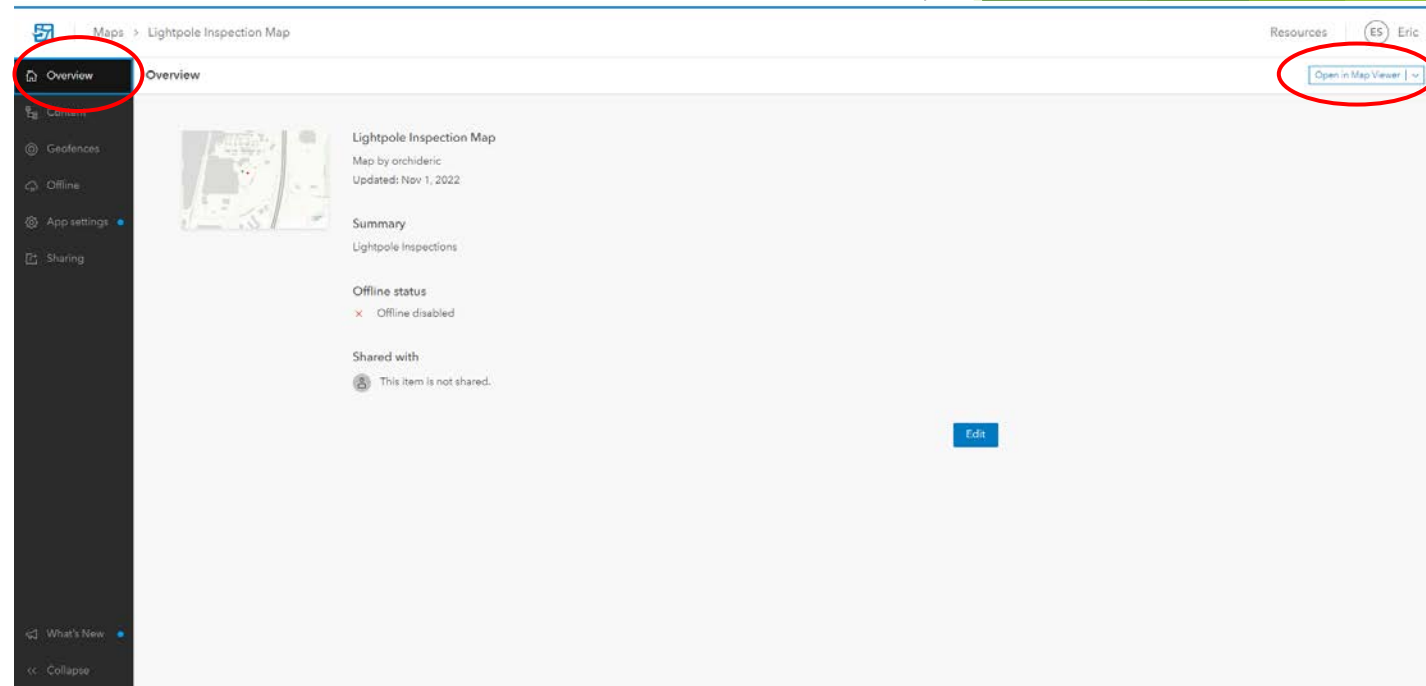 Maps > Lightpole Inspection Map
Resources
ES Eric
Overview
Content
Geofences
Offline
App settings
Sharing
What's New
<< Collapse
Overview
Open in Map Viewer
Lightpole Inspection Map
Map by orchideric
Updated: Nov 1, 2022
Summary
Lightpole Inspections
Offline status
× Offline disabled
Shared with
This item is not shared.
Edit